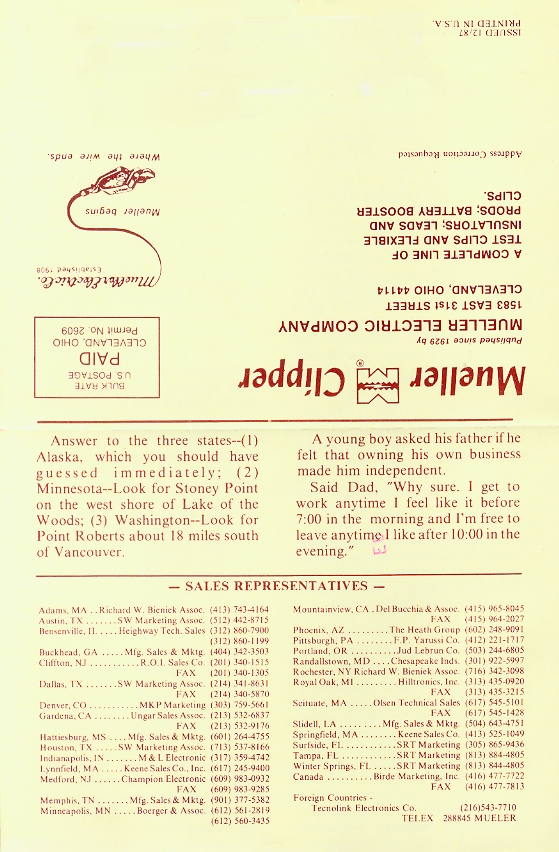 ISSUED 12/87
PRINTED IN U.S.A.
Address Correction Requested
Mueller Clipper ®
Published since 1929 by
MUELLER ELECTRIC COMPANY
1583 EAST 31st STREET
CLEVELAND, OHIO 44114
A COMPLETE LINE OF
TEST CLIPS AND FLEXIBLE
INSULATORS; LEADS AND
PRODS; BATTERY BOOSTER
CLIPS.
BULK RATE
U.S. POSTAGE
PAID
CLEVELAND, OHIO
Permit No. 2609
Mueller Electric Co.
Established 1908
Mueller begins
Where the wire ends.
Answer to the three states--(1)
Alaska, which you should have
guessed immediately; (2)
Minnesota--Look for Stoney Point
on the west shore of Lake of the
Woods; (3) Washington--Look for
Point Roberts about 18 miles south
of Vancouver.
A young boy asked his father if he
felt that owning his own business
made him independent.
Said Dad, "Why sure. I get to
work anytime I feel like it before
7:00 in the morning and I'm free to
leave anytime I like after 10:00 in the
evening."
— SALES REPRESENTATIVES —
Adams, MA ..Richard W. Bieniek Assoc. (413) 743-4164
Austin, TX .......SW Marketing Assoc. (512) 442-8715
Bensenville, Il.....Heighway Tech. Sales (312) 860-7900
(312) 860-1199
Buckhead, GA .....Mfg. Sales & Mktg. (404) 342-3503
Cliffton, NJ ...........R.O.I. Sales Co. (201) 340-1515
FAX (201) 340-1305
Dallas, TX .......SW Marketing Assoc. (214) 341-8631
FAX (214) 340-5870
Denver, CO ...........MKP Marketing (303) 759-5661
Gardena, CA ........Ungar Sales Assoc. (213) 532-6837
FAX (213) 532-9176
Hattiesburg, MS ....Mfg. Sales & Mktg. (601) 264-4755
Houston, TX .....SW Marketing Assoc. (713) 537-8166
Indianapolis, IN ......M & L Electronic (317) 359-4742
Lynnfield, MA .....Keene Sales Co., Inc. (617) 245-9400
Medford, NJ .......Champion Electronic (609) 983-0932
FAX (609) 983-9285
Memphis, TN .......Mfg. Sales & Mktg. (901) 377-5382
Minneapolis, MN .....Boerger & Assoc. (612) 561-2819
(612) 560-3435
Mountainview, CA .Del Bucchia & Assoc. (415) 965-8045
FAX (415) 964-2027
Phoenix, AZ .........The Heath Group (602) 248-9091
Pittsburgh, PA ........F.P. Yarussi Co. (412) 221-1717
Portland, OR ..........Jud Lebrun Co. (503) 244-6805
Randallstown, MD ....Chesapeake Inds. (301) 922-5997
Rochester, NY Richard W. Bieniek Assoc. (716) 342-3098
Royal Oak, MI .........Hilltronics, Inc. (313) 435-0920
FAX (313) 435-3215
Scituate, MA .....Olsen Technical Sales (617) 545-5101
FAX (617) 545-1428
Slidell, LA .........Mfg. Sales & Mktg. (504) 643-4751
Springfield, MA .........Keene Sales Co. (413) 525-1049
Surfside, FL ...........SRT Marketing (305) 865-9436
Tampa, FL ............SRT Marketing (813) 884-4805
Winter Springs, FL .....SRT Marketing (813) 844-4805
Canada ..........Birde Marketing, Inc. (416) 477-7722
FAX (416) 477-7813
Foreign Countries -
Tecnolink Electronics Co. (216)543-7710
TELEX 288845 MUELER